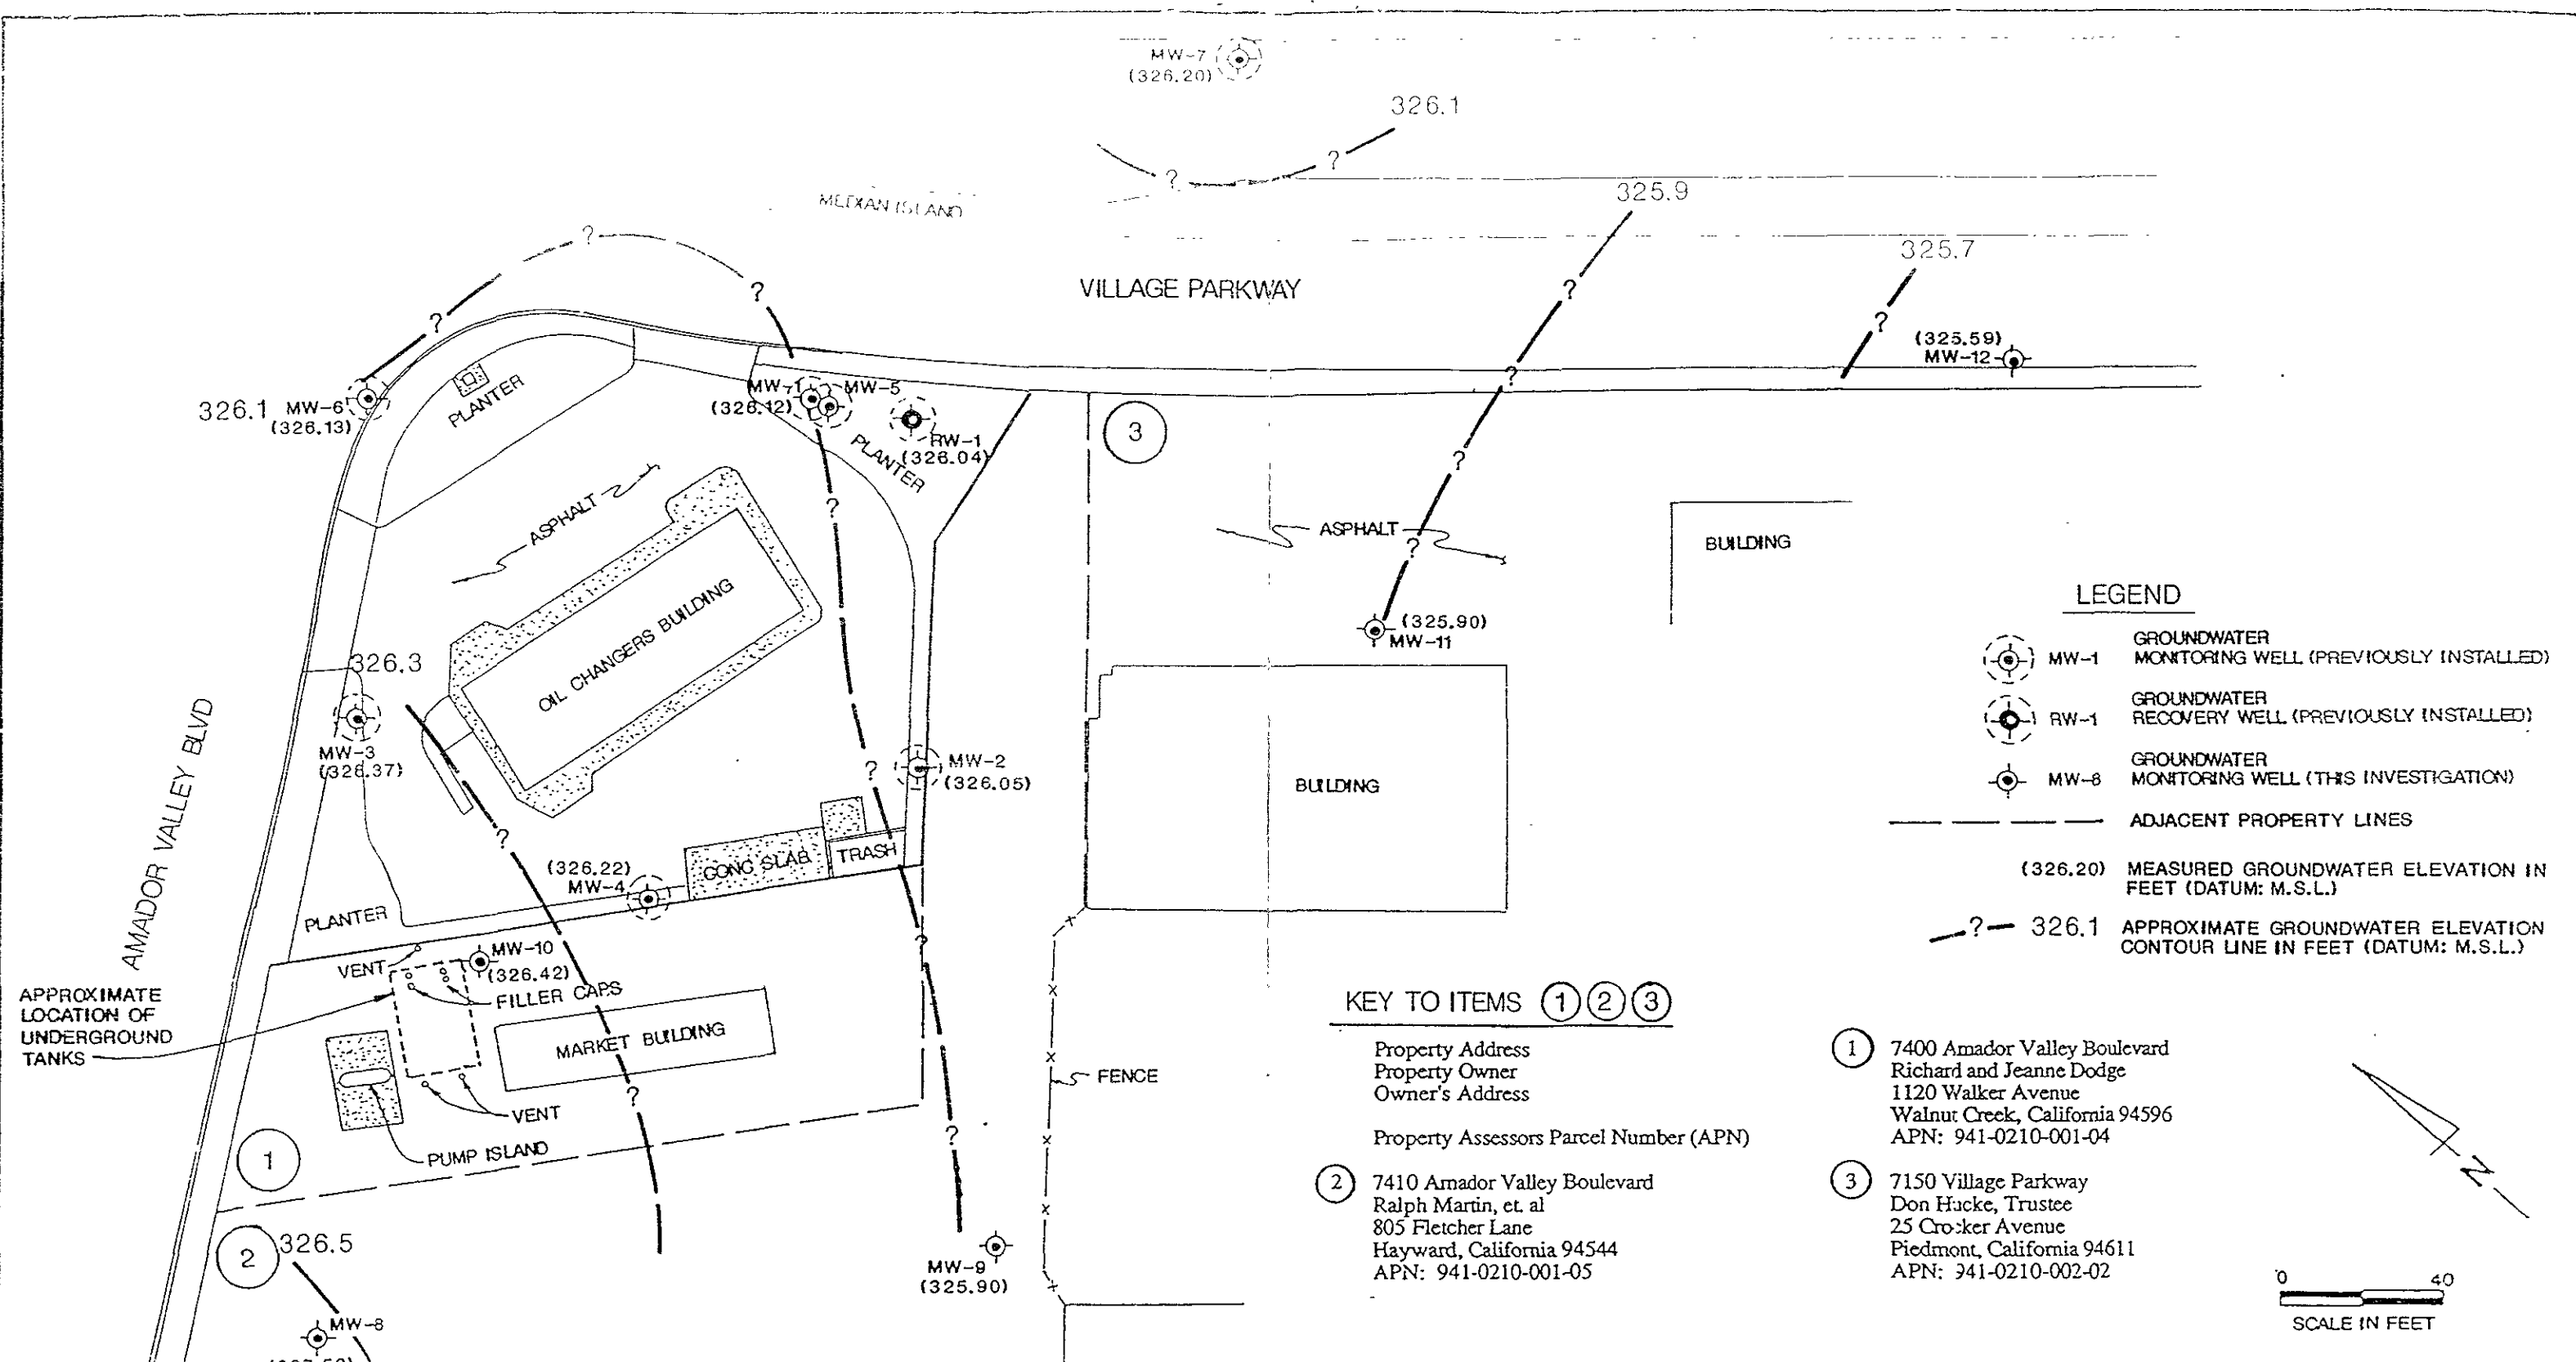 MW-7
(326.20)
326.1
?
?
325.9
MEDIAN ISLAND
?
325.7
VILLAGE PARKWAY
?
?
?
?
(325.59)
MW-12
?
326.1
MW-6
(326.13)
PLANTER
MW-1
(326.12)
MW-5
RW-1
(326.04)
PLANTER
3
?
?
ASPHALT
ASPHALT
?
BUILDING
OIL CHANGERS BUILDING
(325.90)
MW-11
326.3
MW-3
(326.37)
AMADOR VALLEY BLVD
?
MW-2
(326.05)
BUILDING
?
(326.22)
MW-4
CONC SLAB
TRASH
PLANTER
?
VENT
MW-10
(326.42)
FILLER CAPS
APPROXIMATE
LOCATION OF
UNDERGROUND
TANKS
MARKET BUILDING
?
FENCE
VENT
PUMP ISLAND
?
1
2
326.5
MW-9
(325.90)
MW-8
LEGEND
MW-1
GROUNDWATER
MONITORING WELL (PREVIOUSLY INSTALLED)
RW-1
GROUNDWATER
RECOVERY WELL (PREVIOUSLY INSTALLED)
MW-8
GROUNDWATER
MONITORING WELL (THIS INVESTIGATION)
ADJACENT PROPERTY LINES
(326.20) MEASURED GROUNDWATER ELEVATION IN
FEET (DATUM: M.S.L.)
? 326.1 APPROXIMATE GROUNDWATER ELEVATION
CONTOUR LINE IN FEET (DATUM: M.S.L.)
KEY TO ITEMS 1 2 3
Property Address
Property Owner
Owner's Address
Property Assessors Parcel Number (APN)
1 7400 Amador Valley Boulevard
Richard and Jeanne Dodge
1120 Walker Avenue
Walnut Creek, California 94596
APN: 941-0210-001-04
2 7410 Amador Valley Boulevard
Ralph Martin, et. al
805 Fletcher Lane
Hayward, California 94544
APN: 941-0210-001-05
3 7150 Village Parkway
Don Hucke, Trustee
25 Crocker Avenue
Piedmont, California 94611
APN: 941-0210-002-02
N
0 40
SCALE IN FEET